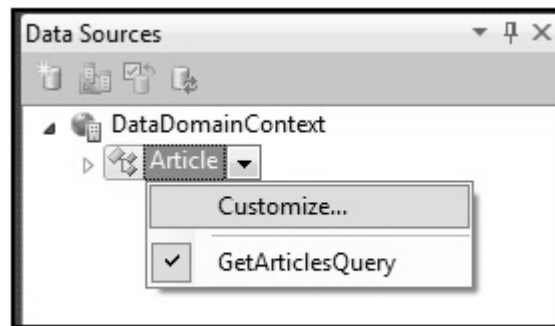 Data Sources
DataDomainContext
Article
Customize...
GetArticlesQuery